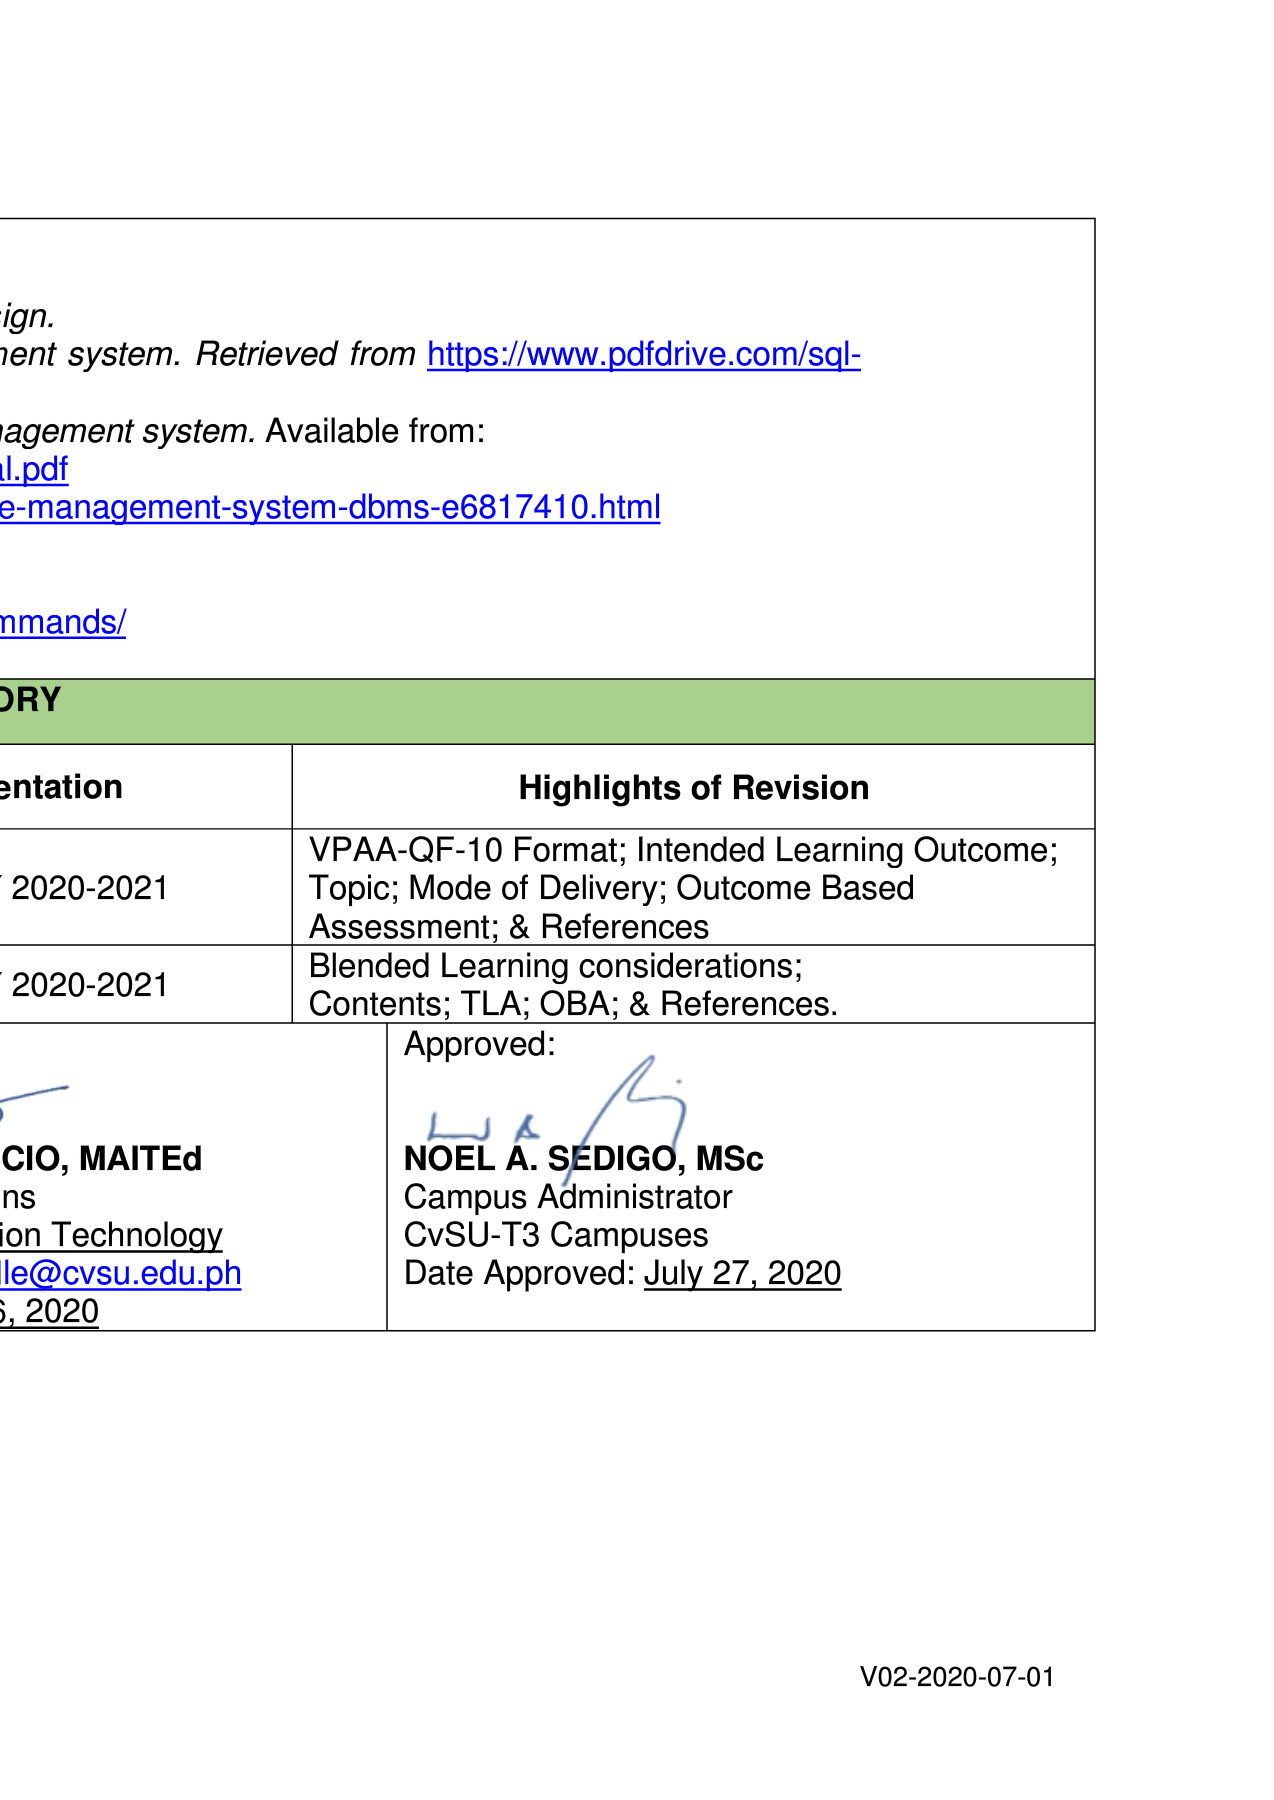 sign.
ment system. Retrieved from https://www.pdfdrive.com/sql-
nagement system. Available from:
al.pdf
e-management-system-dbms-e6817410.html
mmands/
ORY
entation
Highlights of Revision
Y 2020-2021
VPAA-QF-10 Format; Intended Learning Outcome;
Topic; Mode of Delivery; Outcome Based
Assessment; & References
Y 2020-2021
Blended Learning considerations;
Contents; TLA; OBA; & References.
CIO, MAITEd
ns
ion Technology
lle@cvsu.edu.ph
6, 2020
Approved:
NOEL A. SEDIGO, MSc
Campus Administrator
CvSU-T3 Campuses
Date Approved: July 27, 2020
V02-2020-07-01